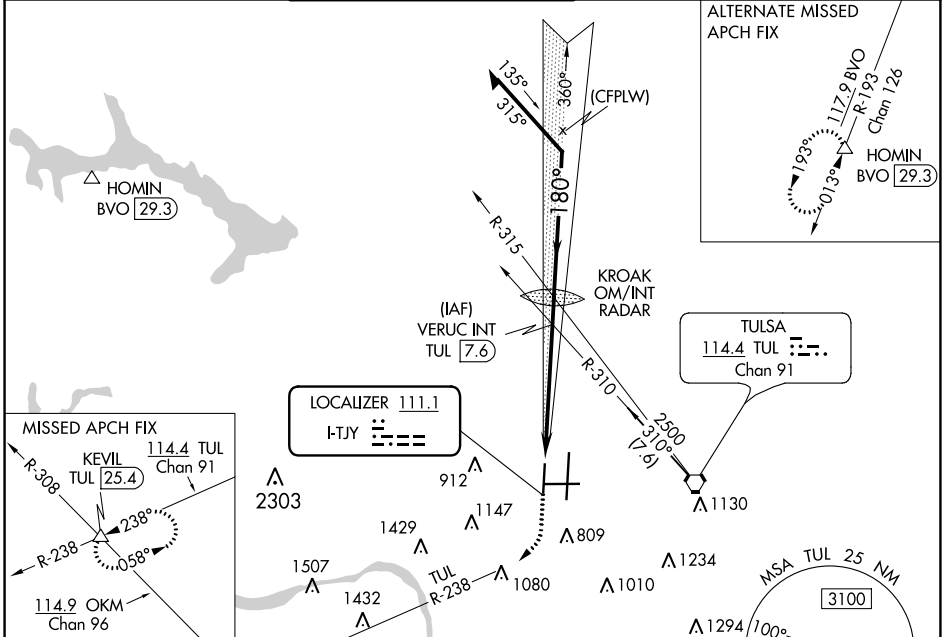 ALTERNATE MISSED
APCH FIX
117.9 BVO
R-193
Chan 126
193°
013°
HOMIN
BVO 29.3
135°
315°
360°
(CFPLW)
180°
HOMIN
BVO 29.3
R-315
KROAK
OM/INT
RADAR
(IAF)
VERUC INT
TUL 7.6
R-310
2500
310°
(7.6)
TULSA
114.4 TUL
Chan 91
LOCALIZER 111.1
I-TJY
MISSED APCH FIX
KEVIL
TUL 25.4
114.4 TUL
Chan 91
R-308
238°
058°
R-238
114.9 OKM
Chan 96
2303
912
1147
1429
809
1130
1507
1432
TUL
R-238
1080
1010
1234
1294
MSA TUL 25 NM
3100
100°